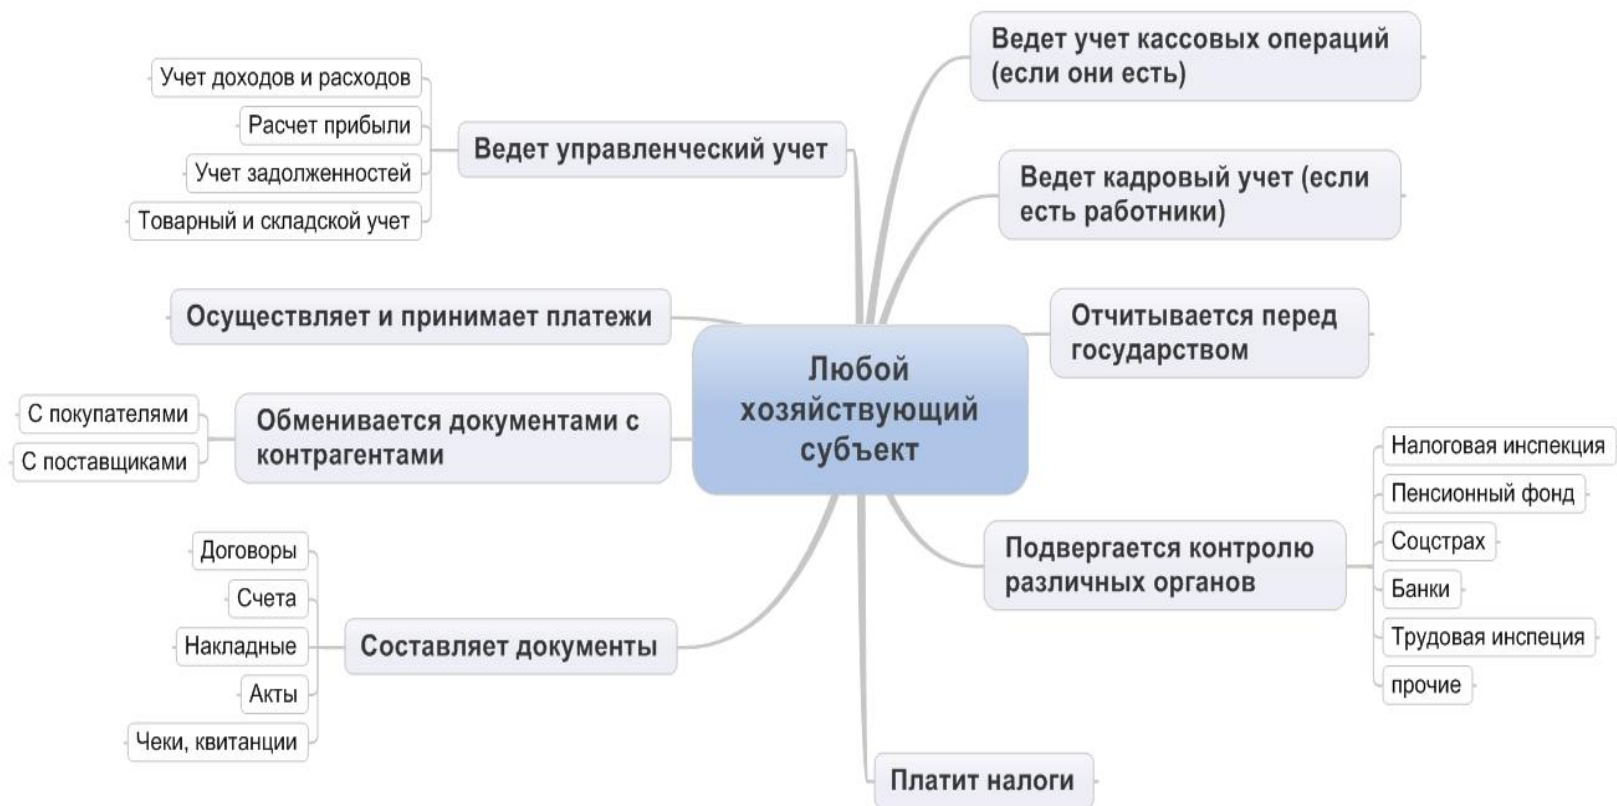 Ведет учет кассовых операций
(если они есть)
Учет доходов и расходов
Расчет прибыли
Учет задолженностей
Товарный и складской учет
Ведет управленческий учет
Ведет кадровый учет (если
есть работники)
Осуществляет и принимает платежи
Отчитывается перед
государством
Любой
хозяйствующий
субъект
С покупателями
С поставщиками
Обменивается документами с
контрагентами
Подвергается контролю
различных органов
Налоговая инспекция
Пенсионный фонд
Соцстрах
Банки
Трудовая инспеция
прочие
Договоры
Счета
Накладные
Акты
Чеки, квитанции
Составляет документы
Платит налоги